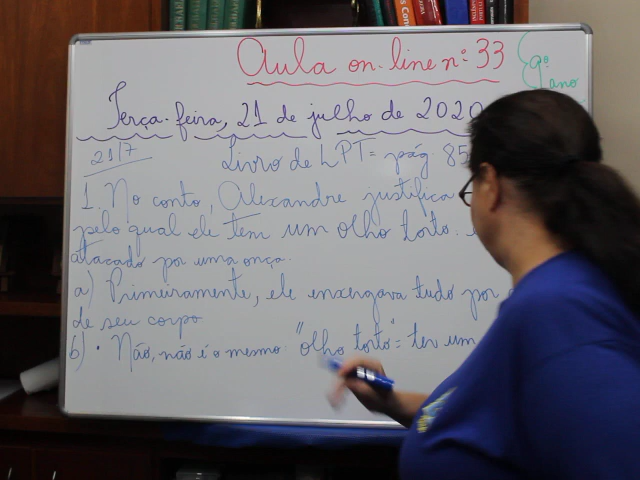 Aula on-line nº 33
9º ano
Terça-feira, 21 de julho de 2020
21/7
Livro de LPT = pág. 85
1. No conto, Alexandre justifica
pelo qual ele tem um olho torto.
atacado por uma onça.
a) Primeiramente, ele enxergava tudo por
de seu corpo
b) • Não, não é o mesmo. "olho torto" = ter um